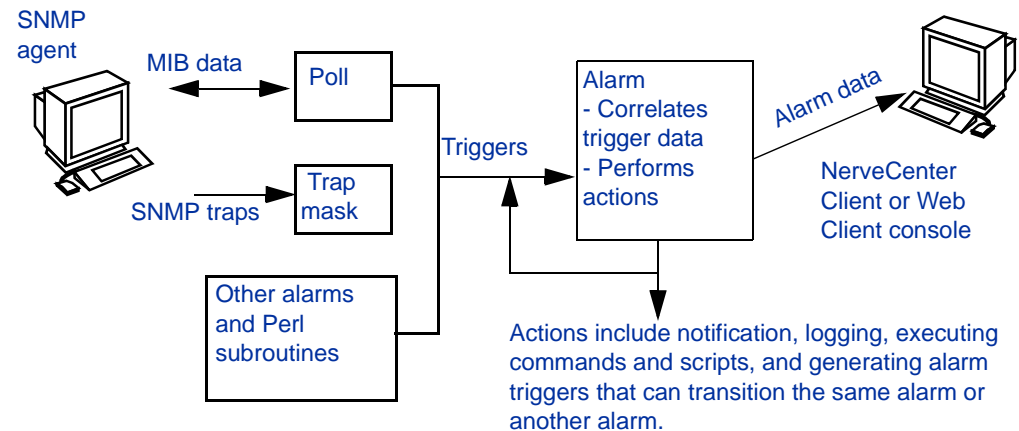 SNMP
agent
MIB data
Poll
SNMP traps
Trap
mask
Other alarms
and Perl
subroutines
Triggers
Alarm
- Correlates
trigger data
- Performs
actions
Alarm data
NerveCenter
Client or Web
Client console
Actions include notification, logging, executing
commands and scripts, and generating alarm
triggers that can transition the same alarm or
another alarm.